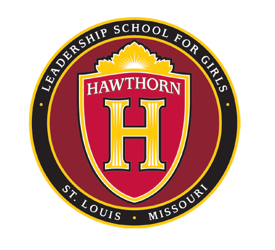 LEADERSHIP SCHOOL FOR GIRLS
HAWTHORN
H
ST. LOUIS • MISSOURI